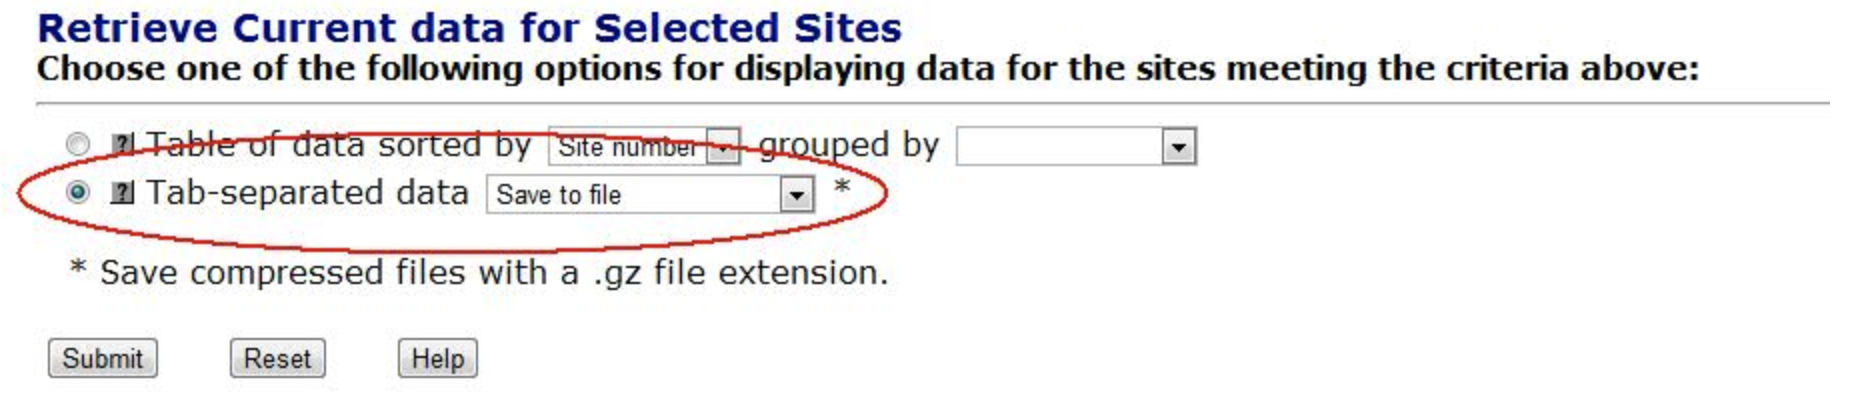 Retrieve Current data for Selected Sites
Choose one of the following options for displaying data for the sites meeting the criteria above:
? Table of data sorted by Site number grouped by
? Tab-separated data Save to file *
* Save compressed files with a .gz file extension.
Submit Reset Help